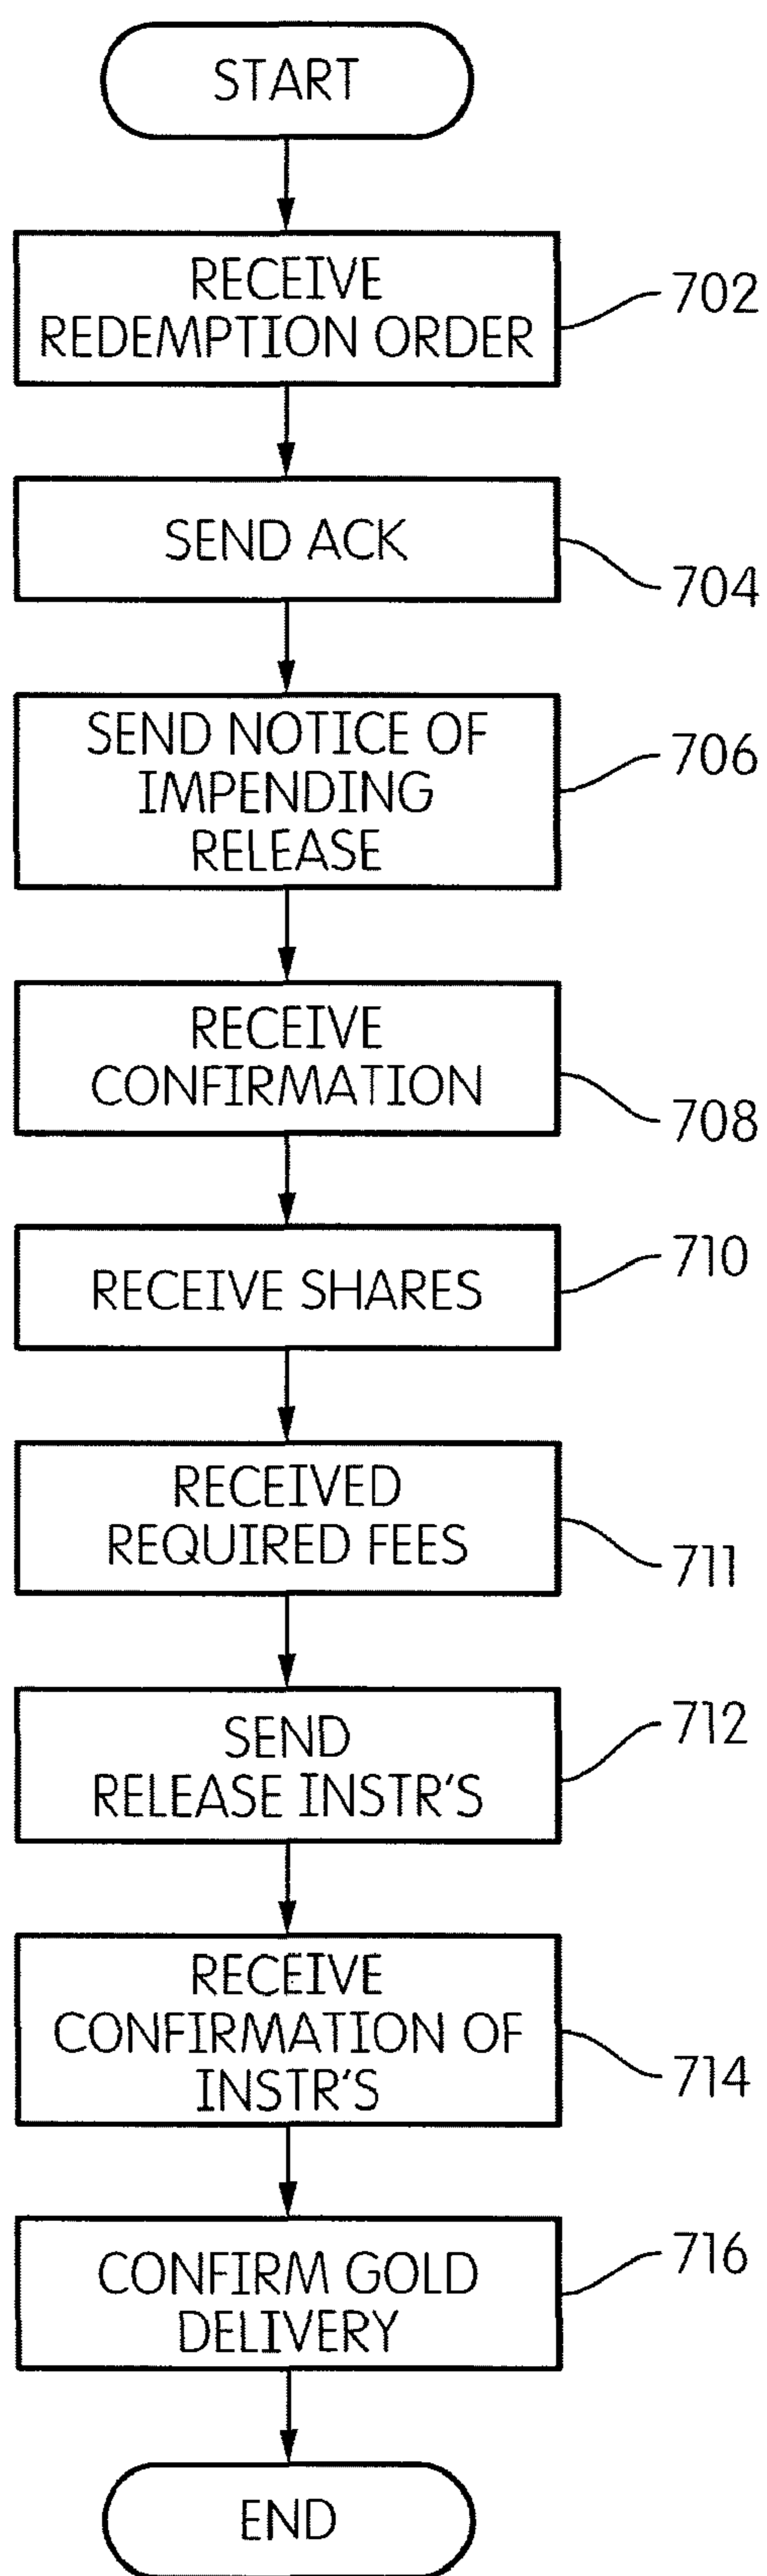 START
RECEIVE
REDEMPTION ORDER
702
SEND ACK
704
SEND NOTICE OF
IMPENDING
RELEASE
706
RECEIVE
CONFIRMATION
708
RECEIVE SHARES
710
RECEIVED
REQUIRED FEES
711
SEND
RELEASE INSTR'S
712
RECEIVE
CONFIRMATION OF
INSTR'S
714
CONFIRM GOLD
DELIVERY
716
END